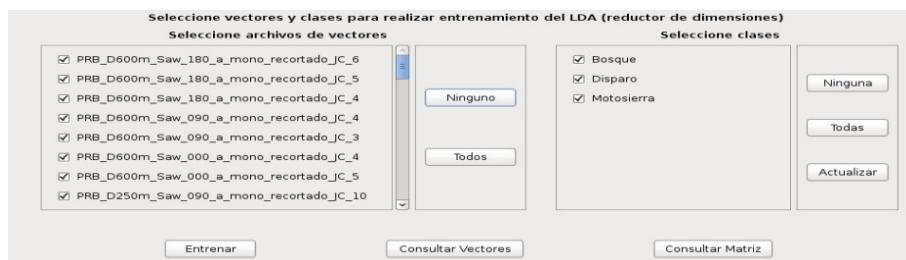 Seleccione vectores y clases para realizar entrenamiento del LDA (reductor de dimensiones)
Seleccione archivos de vectores
PRB_D600m_Saw_180_a_mono_recortado_JC_6
PRB_D600m_Saw_180_a_mono_recortado_JC_5
PRB_D600m_Saw_180_a_mono_recortado_JC_4
PRB_D600m_Saw_090_a_mono_recortado_JC_4
PRB_D600m_Saw_090_a_mono_recortado_JC_3
PRB_D600m_Saw_000_a_mono_recortado_JC_4
PRB_D600m_Saw_000_a_mono_recortado_JC_5
PRB_D250m_Saw_090_a_mono_recortado_JC_10
Ninguno
Todos
Seleccione clases
Bosque
Disparo
Motosierra
Ninguna
Todas
Actualizar
Entrenar
Consultar Vectores
Consultar Matriz